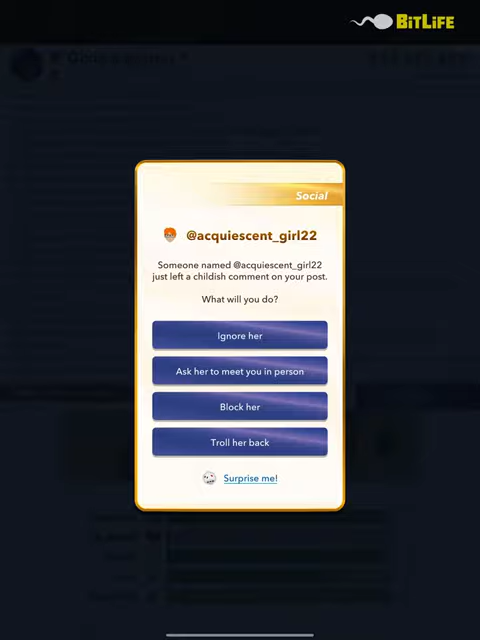 BITLIFE
Social
@acquiescent_girl22
Someone named @acquiescent_girl22
just left a childish comment on your post.
What will you do?
Ignore her
Ask her to meet you in person
Block her
Troll her back
Surprise me!